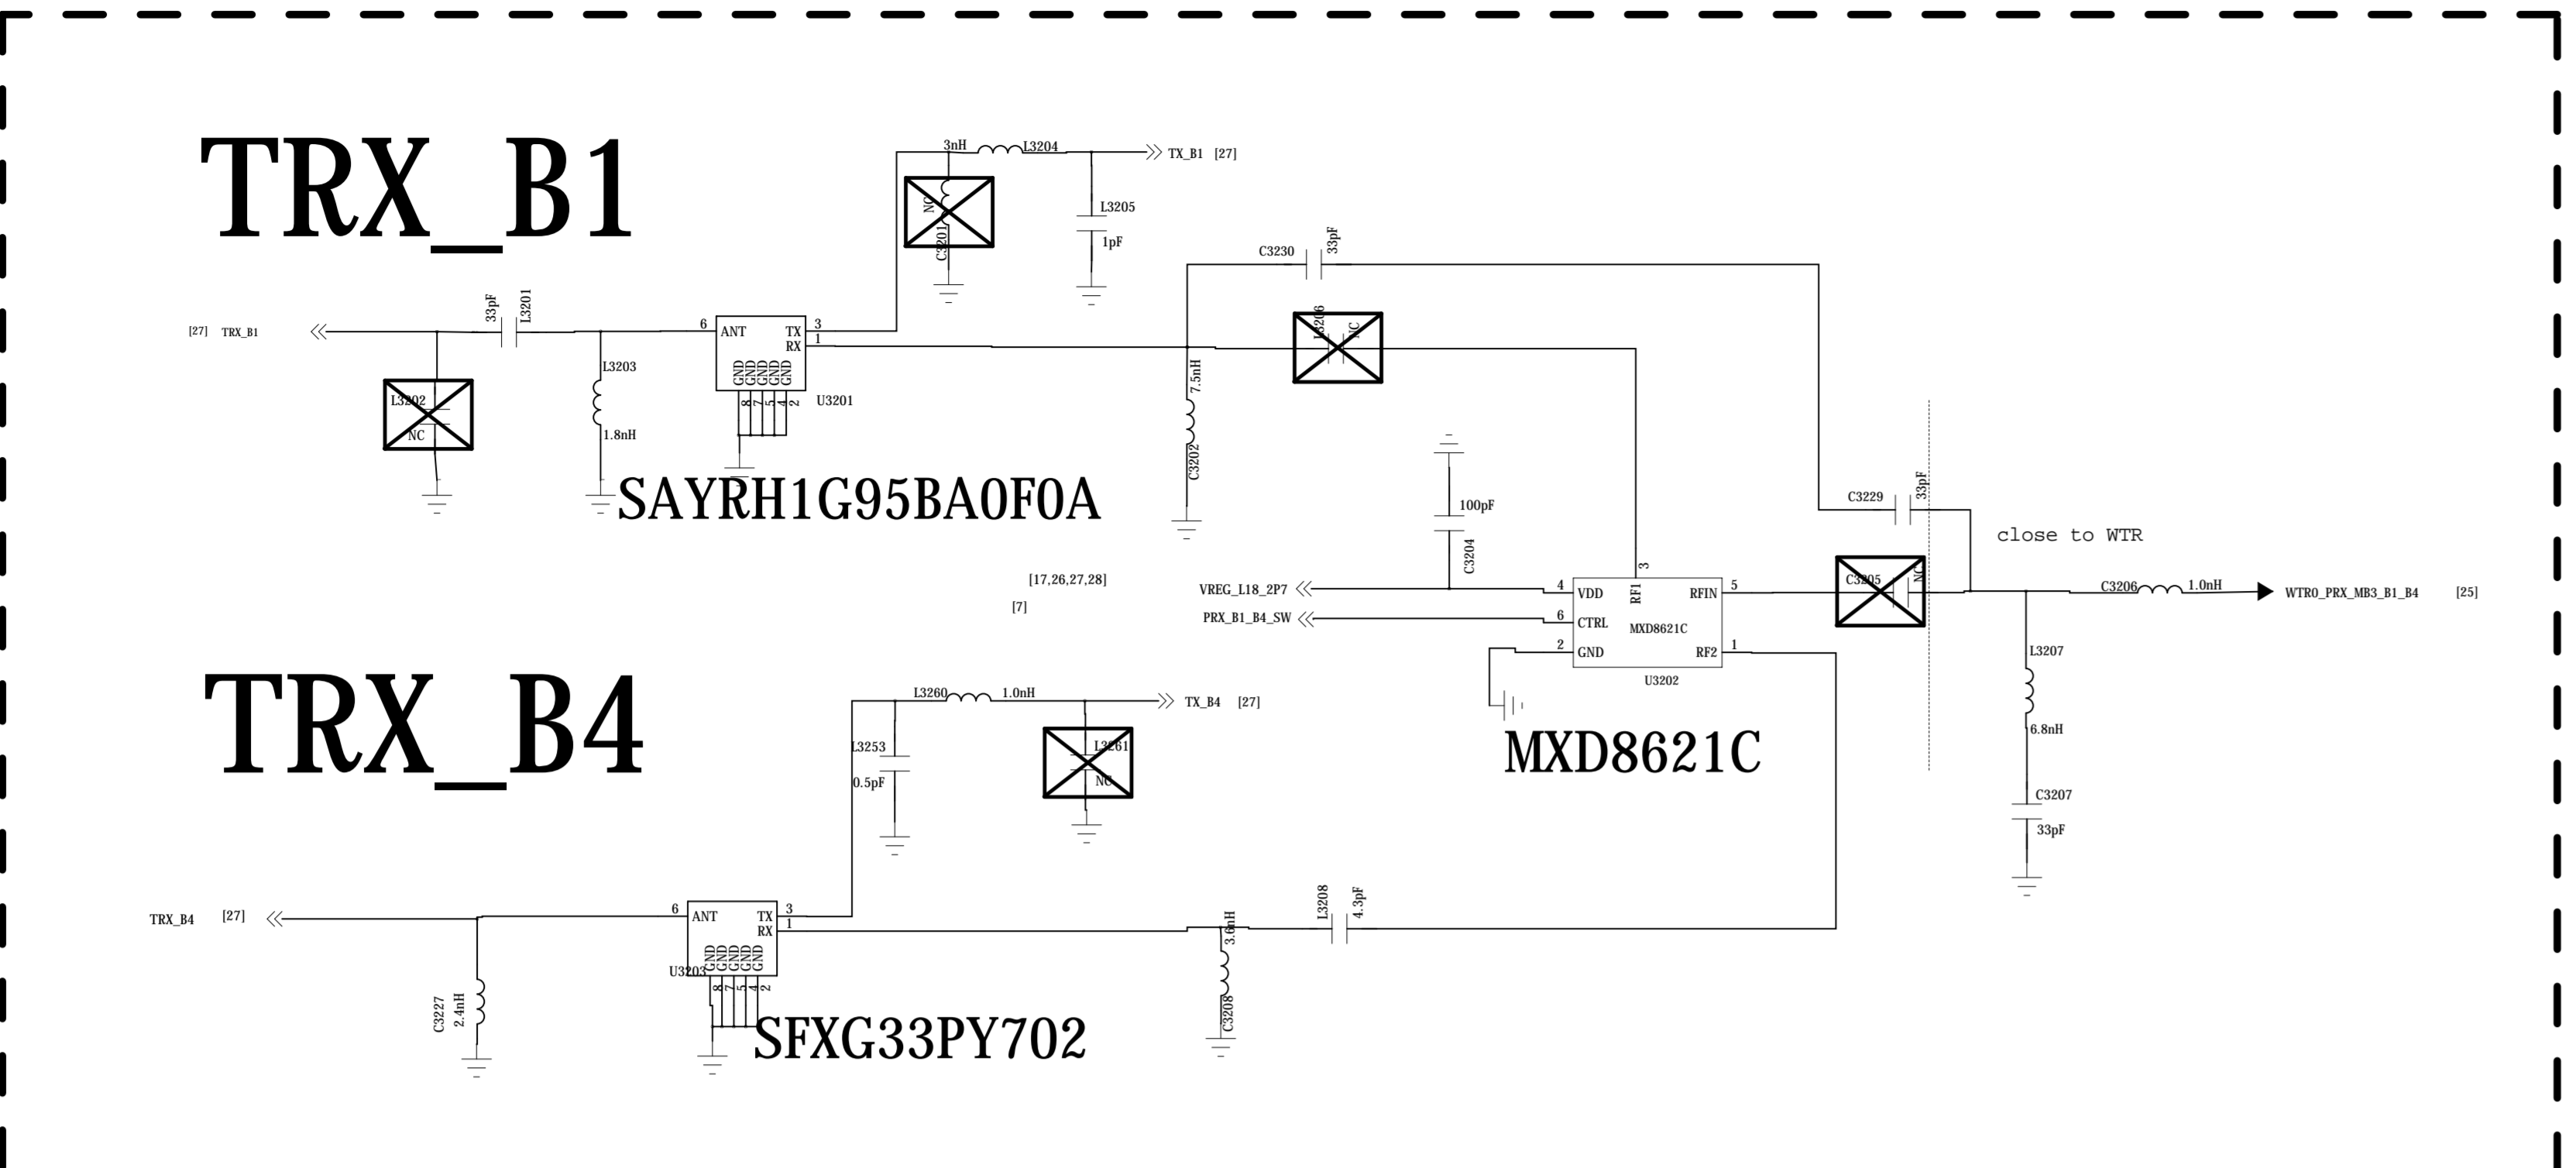 TRX_B1
3nH
L3204
TX_B1 [27]
NC
C3201
L3205
1pF
C3230
33pF
33pF
L3201
[27] TRX_B1
6
ANT
TX
3
RX
1
GND
GND
GND
GND
GND
8
7
5
4
2
U3201
L3202
NC
L3203
1.8nH
SAYRH1G95BA0F0A
L3206
NC
7.5nH
C3202
100pF
C3204
C3229
33pF
close to WTR
[17,26,27,28]
[7]
VREG_L18_2P7
PRX_B1_B4_SW
4
VDD
6
CTRL
2
GND
RF1
3
RFIN
5
MXD8621C
RF2
1
U3202
MXD8621C
C3205
NC
C3206
1.0nH
WTR0_PRX_MB3_B1_B4
[25]
L3207
6.8nH
C3207
33pF
TRX_B4
L3260
1.0nH
TX_B4 [27]
L3253
0.5pF
L3261
NC
TRX_B4 [27]
6
ANT
TX
3
RX
1
GND
GND
GND
GND
GND
U3203
8
7
5
4
2
C3227
2.4nH
SFXG33PY702
3.6nH
C3208
L3208
4.3pF